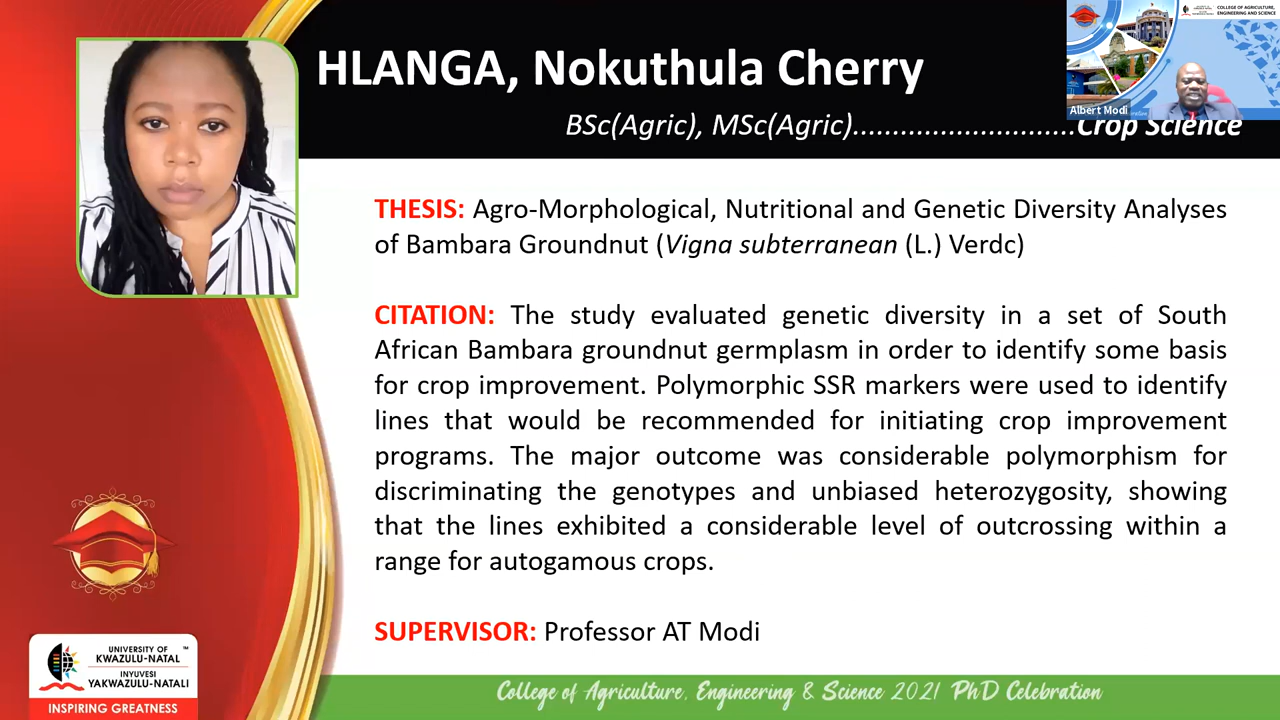 HLANGA, Nokuthula Cherry
BSc(Agric), MSc(Agric)............................Crop Science
Albert Modi
COLLEGE OF AGRICULTURE,
ENGINEERING AND SCIENCE
THESIS: Agro-Morphological, Nutritional and Genetic Diversity Analyses
of Bambara Groundnut (Vigna subterranean (L.) Verdc)
CITATION: The study evaluated genetic diversity in a set of South
African Bambara groundnut germplasm in order to identify some basis
for crop improvement. Polymorphic SSR markers were used to identify
lines that would be recommended for initiating crop improvement
programs. The major outcome was considerable polymorphism for
discriminating the genotypes and unbiased heterozygosity, showing
that the lines exhibited a considerable level of outcrossing within a
range for autogamous crops.
SUPERVISOR: Professor AT Modi
UNIVERSITY OF ™
KWAZULU-NATAL
INYUVESI
YAKWAZULU-NATALI
INSPIRING GREATNESS
College of Agriculture, Engineering & Science 2021 PhD Celebration